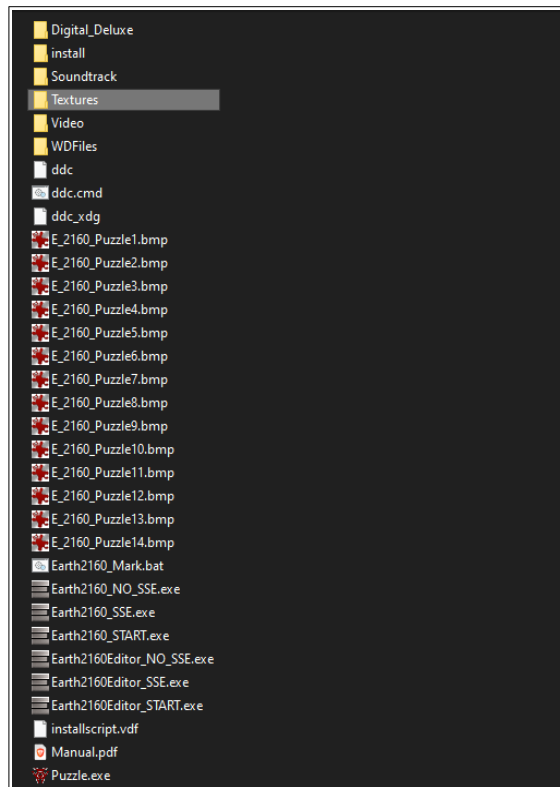 Digital_Deluxe
install
Soundtrack
Textures
Video
WDFiles
ddc
ddc.cmd
ddc_xdg
E_2160_Puzzle1.bmp
E_2160_Puzzle2.bmp
E_2160_Puzzle3.bmp
E_2160_Puzzle4.bmp
E_2160_Puzzle5.bmp
E_2160_Puzzle6.bmp
E_2160_Puzzle7.bmp
E_2160_Puzzle8.bmp
E_2160_Puzzle9.bmp
E_2160_Puzzle10.bmp
E_2160_Puzzle11.bmp
E_2160_Puzzle12.bmp
E_2160_Puzzle13.bmp
E_2160_Puzzle14.bmp
Earth2160_Mark.bat
Earth2160_NO_SSE.exe
Earth2160_SSE.exe
Earth2160_START.exe
Earth2160Editor_NO_SSE.exe
Earth2160Editor_SSE.exe
Earth2160Editor_START.exe
installscript.vdf
Manual.pdf
Puzzle.exe